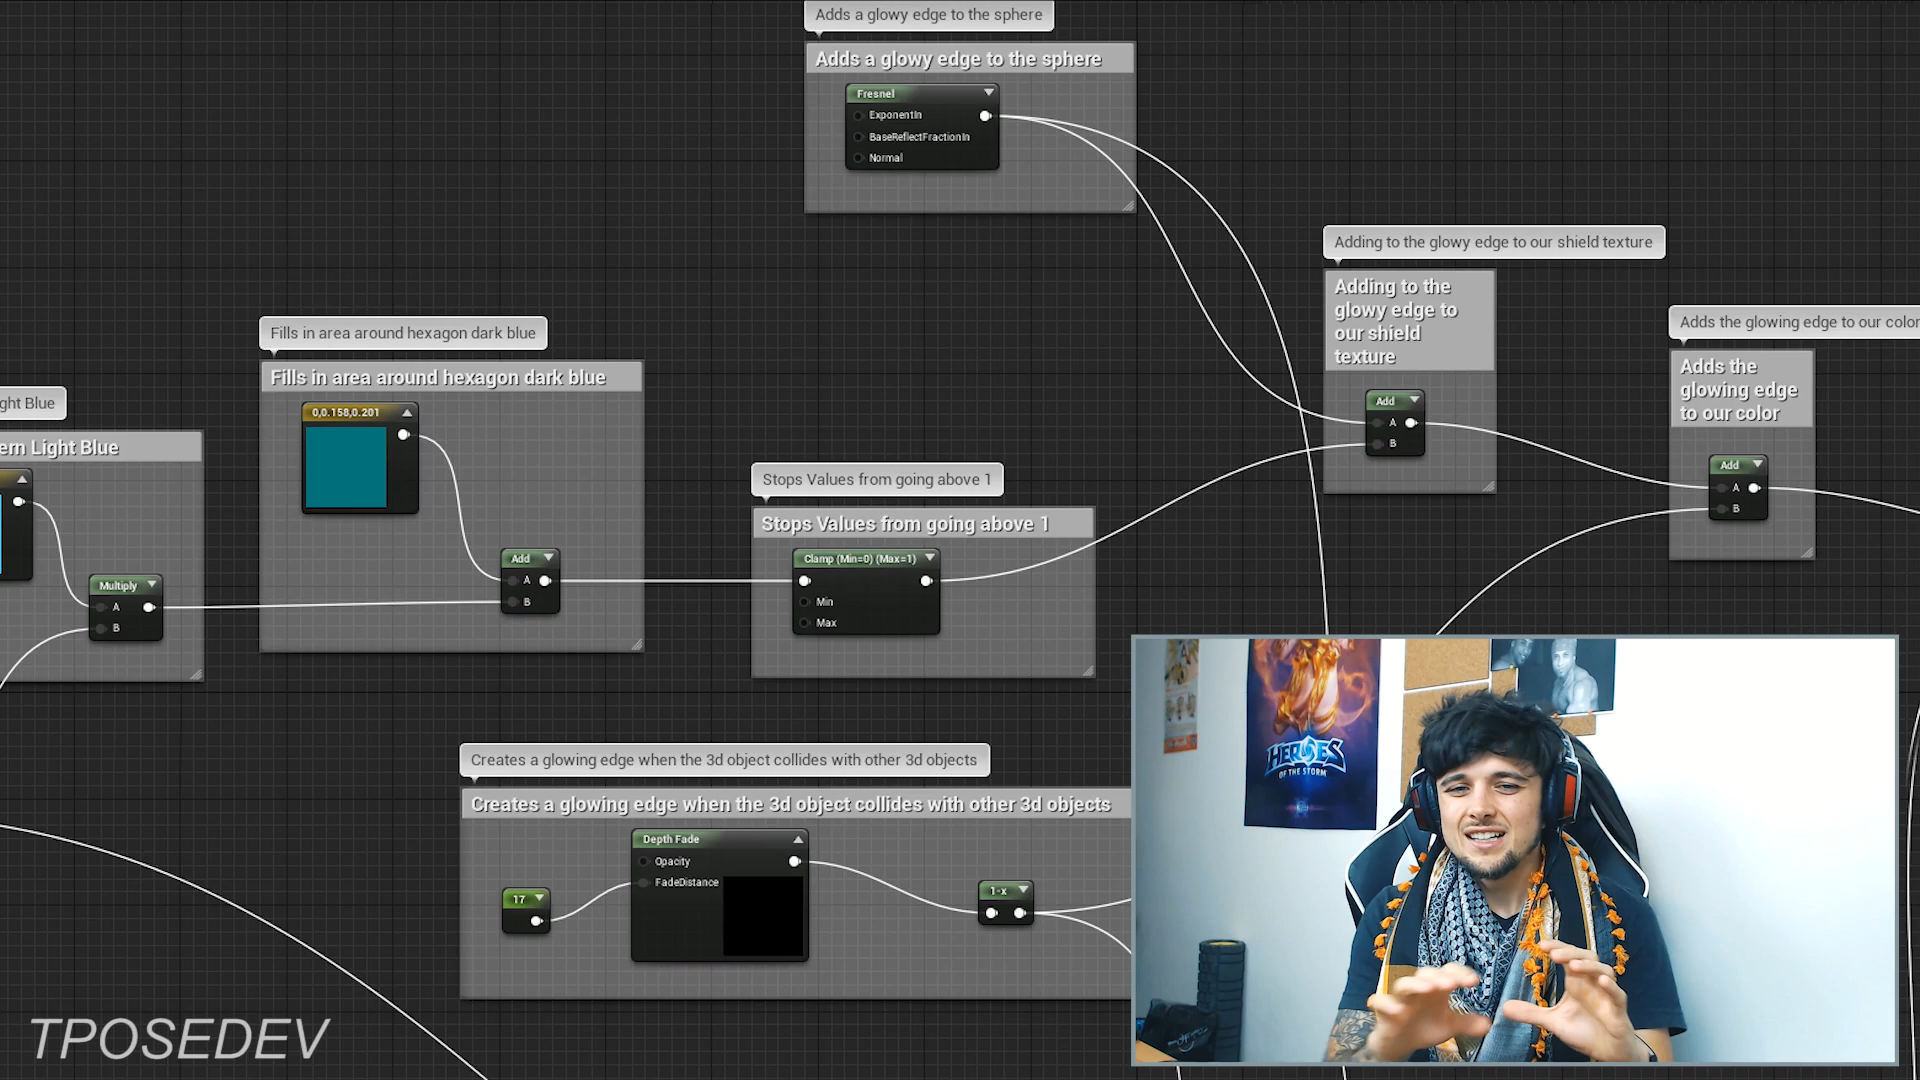 Adds a glowy edge to the sphere
Adds a glowy edge to the sphere
Fresnel
ExponentIn
BaseReflectFractionIn
Normal
Adding to the glowy edge to our shield texture
Adding to the
glowy edge to
our shield
texture
Add
A
B
Adds the glowing edge to our color
Adds the
glowing edge
to our color
Add
A
B
Fills in area around hexagon dark blue
Fills in area around hexagon dark blue
0,0.158,0.201
Add
A
B
ght Blue
ern Light Blue
Multiply
A
B
Stops Values from going above 1
Stops Values from going above 1
Clamp (Min=0) (Max=1)
Min
Max
Creates a glowing edge when the 3d object collides with other 3d objects
Creates a glowing edge when the 3d object collides with other 3d objects
17
Depth Fade
Opacity
FadeDistance
1-x
HEROES
OF THE STORM
TPOSEDEV